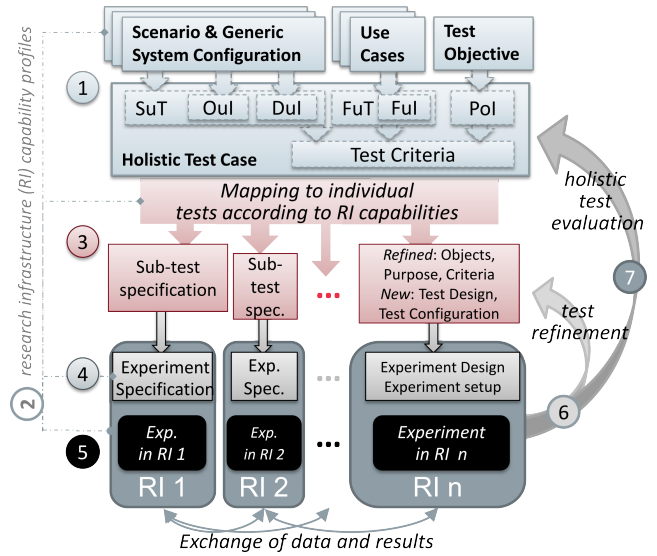 Scenario & Generic
System Configuration
Use
Cases
Test
Objective
1
SuT
OuI
DuI
FuT
FuI
PoI
Holistic Test Case
Test Criteria
research infrastructure (RI) capability profiles
2
Mapping to individual
tests according to RI capabilities
holistic
test
evaluation
7
3
Sub-test
specification
Sub-
test
spec.
...
Refined: Objects,
Purpose, Criteria
New: Test Design,
Test Configuration
test
refinement
6
4
Experiment
Specification
Exp.
Spec.
...
Experiment Design
Experiment setup
5
Exp.
in RI 1
Exp.
in RI 2
...
Experiment
in RI n
RI 1
RI 2
RI n
Exchange of data and results